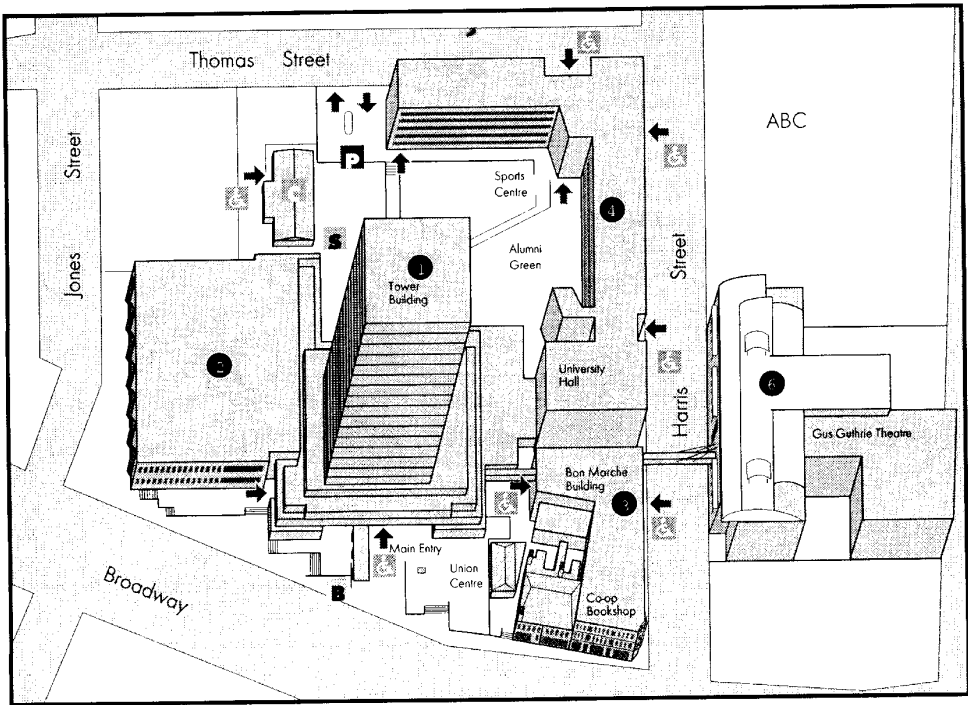 Thomas Street
ABC
Jones Street
P
C
Sports
Centre
4
S
1
Tower
Building
Alumni
Green
Harris Street
2
University
Hall
6
Gus Guthrie Theatre
Bon Marche
Building
3
Main Entry
Union
Centre
B
Broadway
Co-op
Bookshop